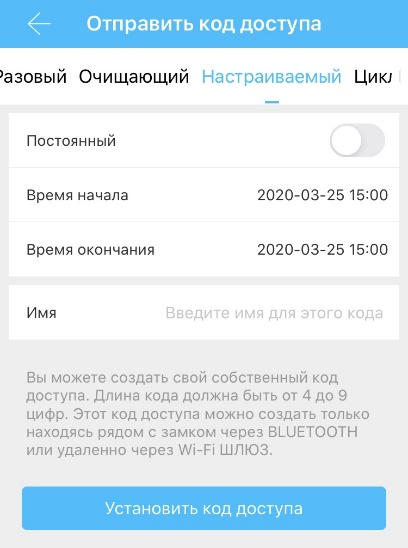 Отправить код доступа
Разовый Очищающий Настраиваемый Цикл
Постоянный
Время начала 2020-03-25 15:00
Время окончания 2020-03-25 15:00
Имя Введите имя для этого кода
Вы можете создать свой собственный код
доступа. Длина кода должна быть от 4 до 9
цифр. Этот код доступа можно создать только
находясь рядом с замком через BLUETOOTH
или удаленно через Wi-Fi ШЛЮЗ.
Установить код доступа